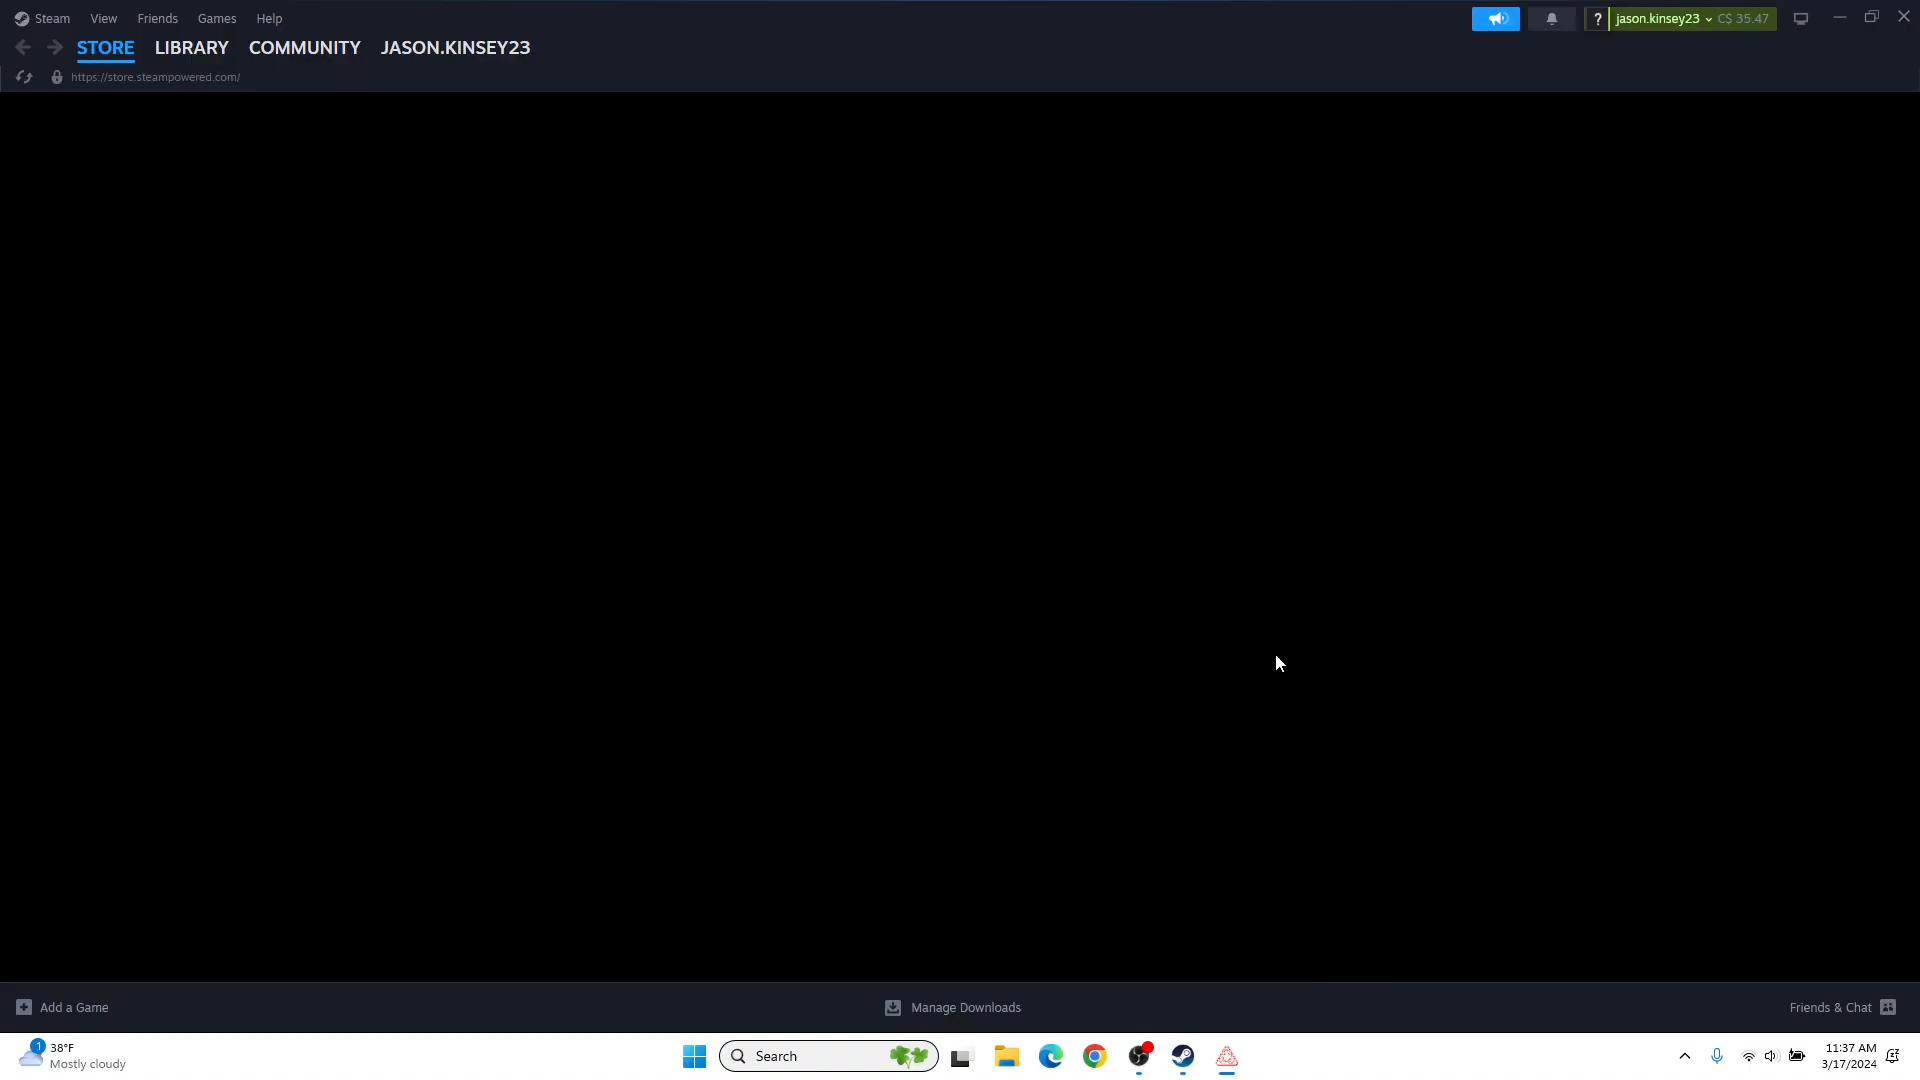 Steam View Friends Games Help
? jason.kinsey23 C$ 35.47
STORE LIBRARY COMMUNITY JASON.KINSEY23
https://store.steampowered.com/
Add a Game
Manage Downloads
Friends & Chat
1
38°F
Mostly cloudy
Search
11:37 AM
3/17/2024